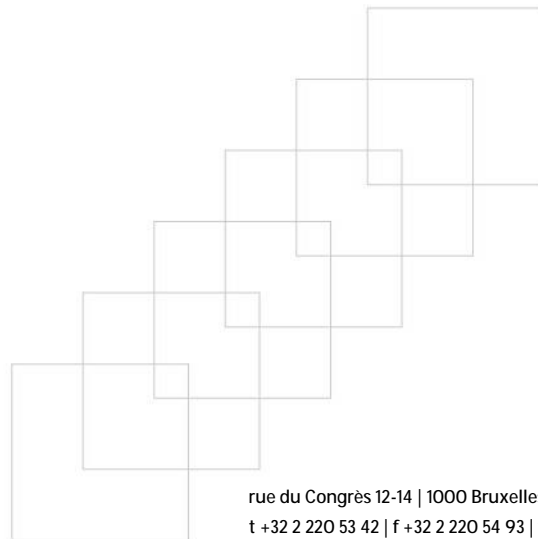 rue du Congrès 12-14 | 1000 Bruxelle
t +32 2 220 53 42 | f +32 2 220 54 93 |